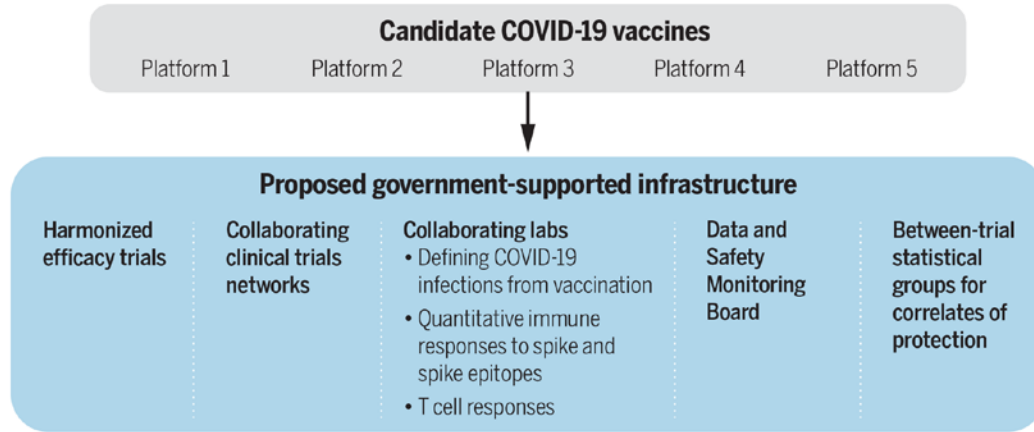 Candidate COVID-19 vaccines
Platform 1 Platform 2 Platform 3 Platform 4 Platform 5
Proposed government-supported infrastructure
Harmonized
efficacy trials
Collaborating
clinical trials
networks
Collaborating labs
• Defining COVID-19
infections from vaccination
• Quantitative immune
responses to spike and
spike epitopes
• T cell responses
Data and
Safety
Monitoring
Board
Between-trial
statistical
groups for
correlates of
protection